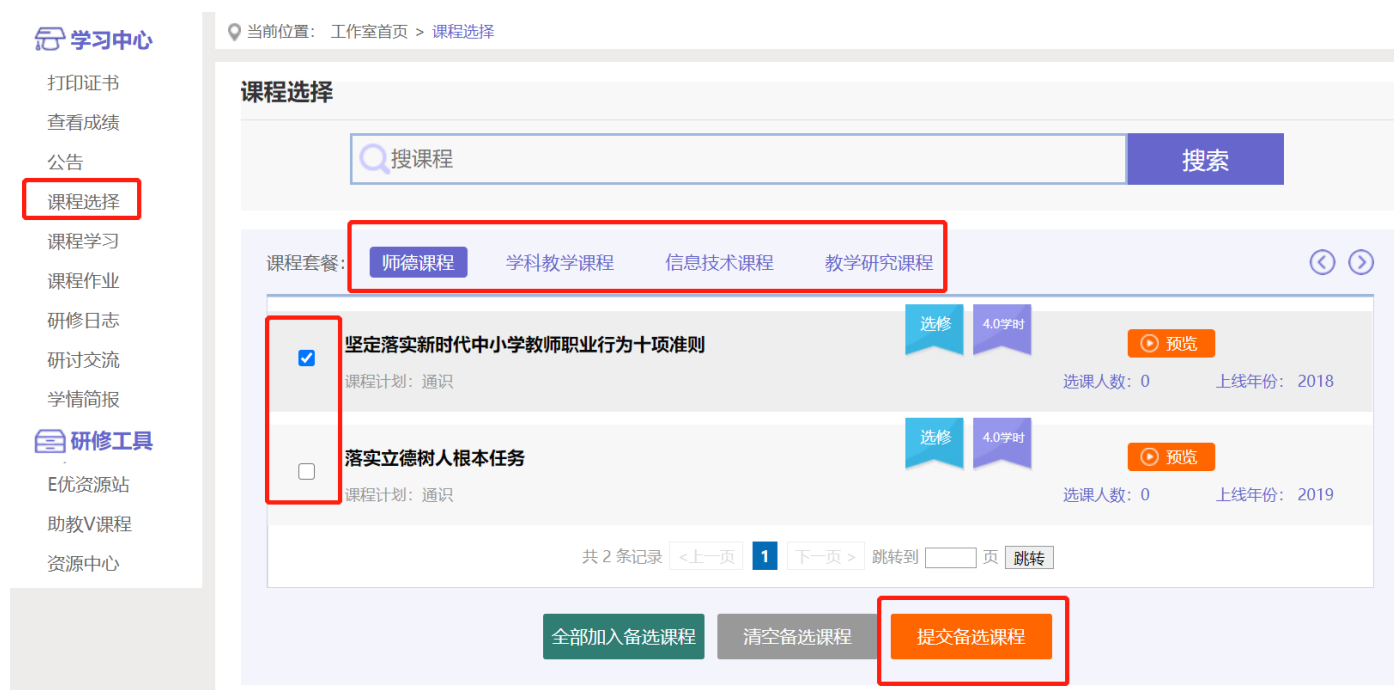 学习中心
打印证书
查看成绩
公告
课程选择
课程学习
课程作业
研修日志
研讨交流
学情简报
研修工具
E优资源站
助教V课程
资源中心
当前位置： 工作室首页 > 课程选择
课程选择
搜课程 搜索
课程套餐： 师德课程 学科教学课程 信息技术课程 教学研究课程
坚定落实新时代中小学教师职业行为十项准则 选修 4.0学时 预览
课程计划：通识 选课人数：0 上线年份：2018
落实立德树人根本任务 选修 4.0学时 预览
课程计划：通识 选课人数：0 上线年份：2019
共 2 条记录 <上一页 1 下一页 > 跳转到 页 跳转
全部加入备选课程 清空备选课程 提交备选课程